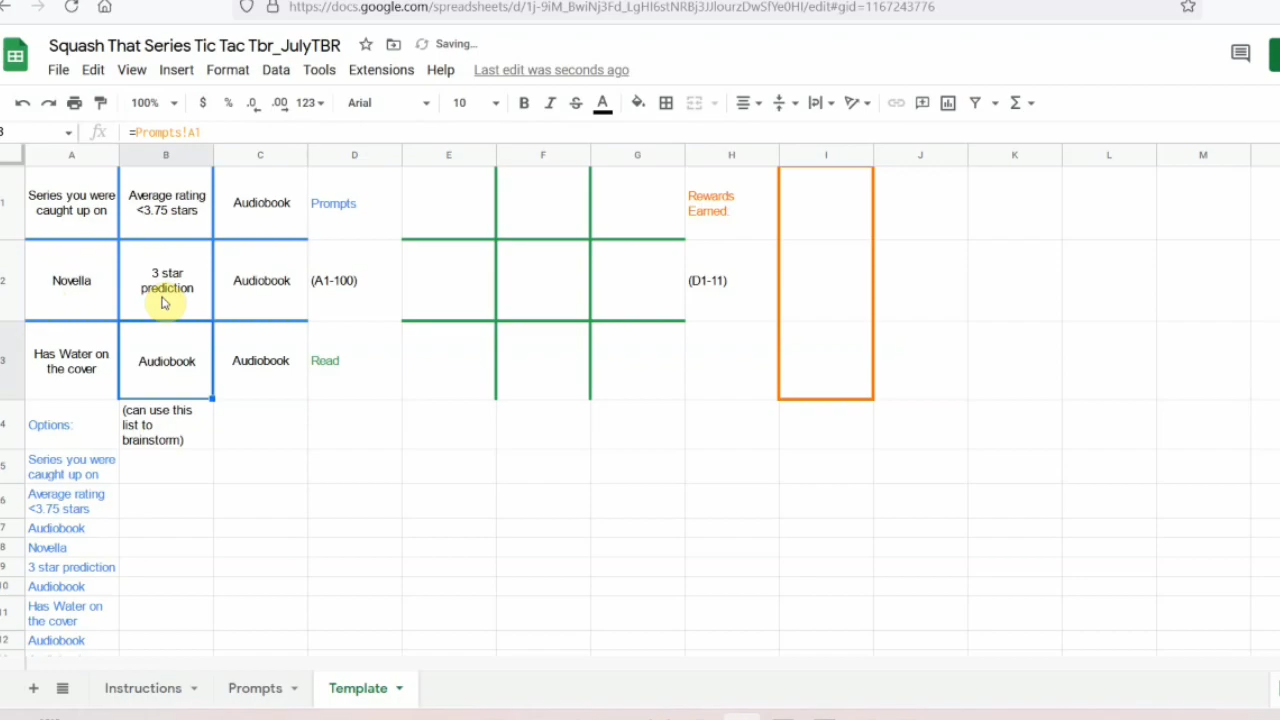 https://docs.google.com/spreadsheets/d/1j-9iM_BwiNj3Fd_LgHI6stNRBj3JJlourzDwSfYe0HI/edit#gid=1167243776
Squash That Series Tic Tac Tbr_JulyTBR Saving...
File Edit View Insert Format Data Tools Extensions Help Last edit was seconds ago
100% $ % .0 .00 123 Arial 10 B I S A Σ
3 fx =Prompts!A1
A B C D E F G H I J K L M
1 Series you were caught up on Average rating <3.75 stars Audiobook Prompts Rewards Earned:
2 Novella 3 star prediction Audiobook (A1-100) (D1-11)
3 Has Water on the cover Audiobook Audiobook Read
4 Options: (can use this list to brainstorm)
5 Series you were caught up on
6 Average rating <3.75 stars
7 Audiobook
8 Novella
9 3 star prediction
10 Audiobook
11 Has Water on the cover
12 Audiobook
+ Instructions Prompts Template